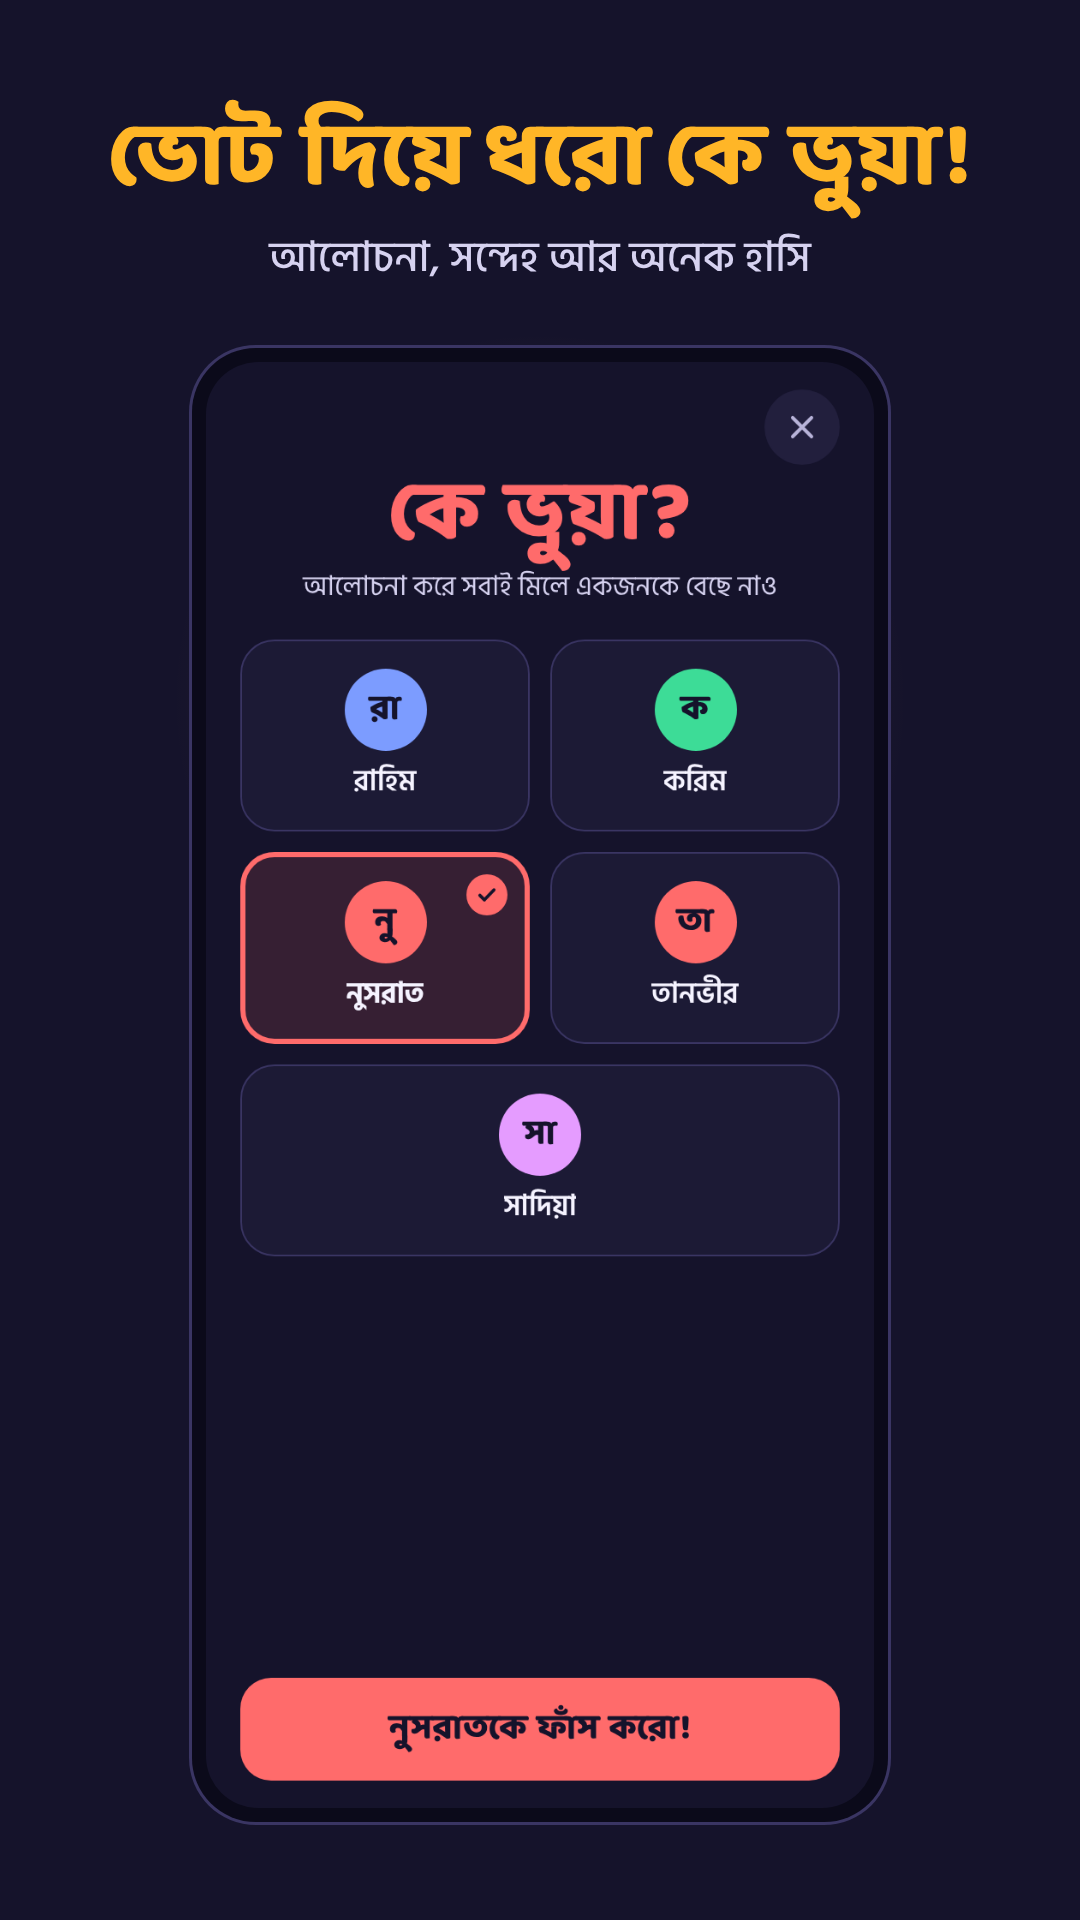 ভোট দিয়ে ধরো কে ভুয়া!
আলোচনা, সন্দেহ আর অনেক হাসি
কে ভুয়া?
আলোচনা করে সবাই মিলে একজনকে বেছে নাও
রা
রাহিম
ক
করিম
নু
নুসরাত
তা
তানভীর
সা
সাদিয়া
নুসরাতকে ফাঁস করো!